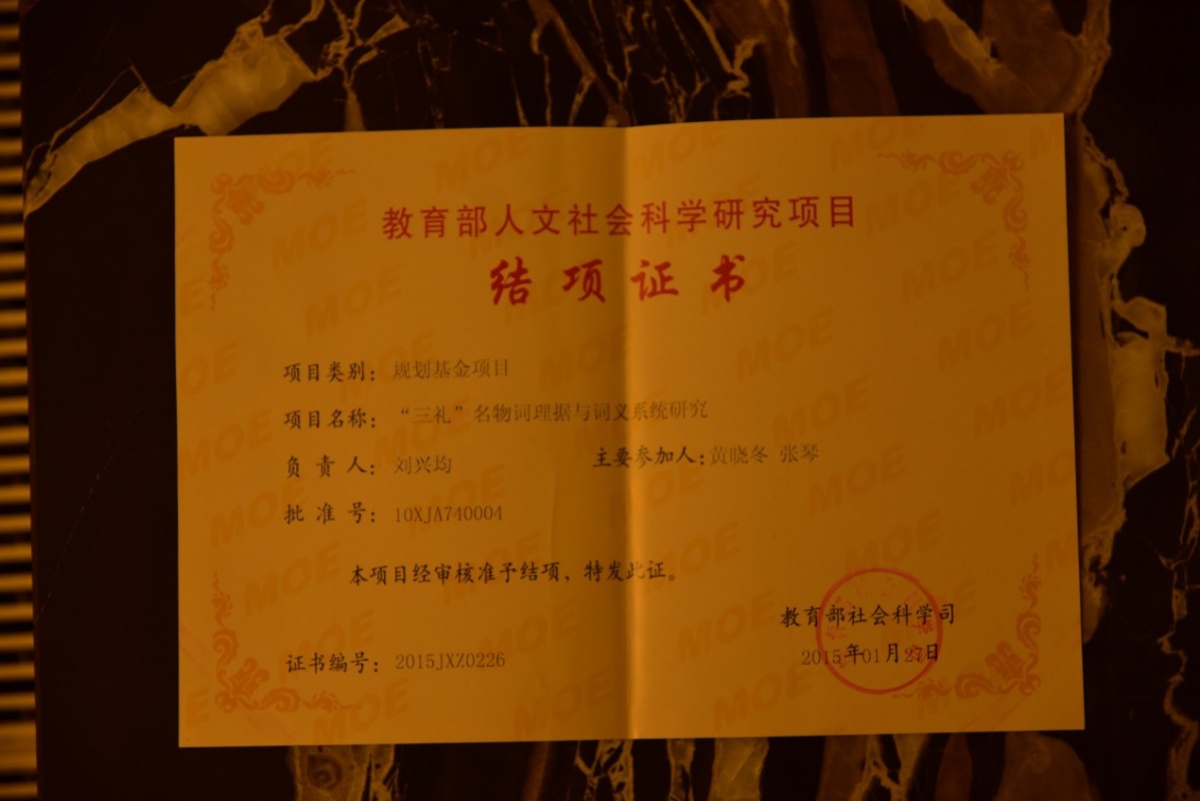 教育部人文社会科学研究项目
结项证书
项目类别：规划基金项目
项目名称：“三礼”名物词理据与词义系统研究
负责人：刘兴均 主要参加人：黄晓冬 张琴
批准号：10XJA740004
本项目经审核准予结项，特发此证。
教育部社会科学司
2015年01月27日
证书编号：2015JXZ0226
MOE